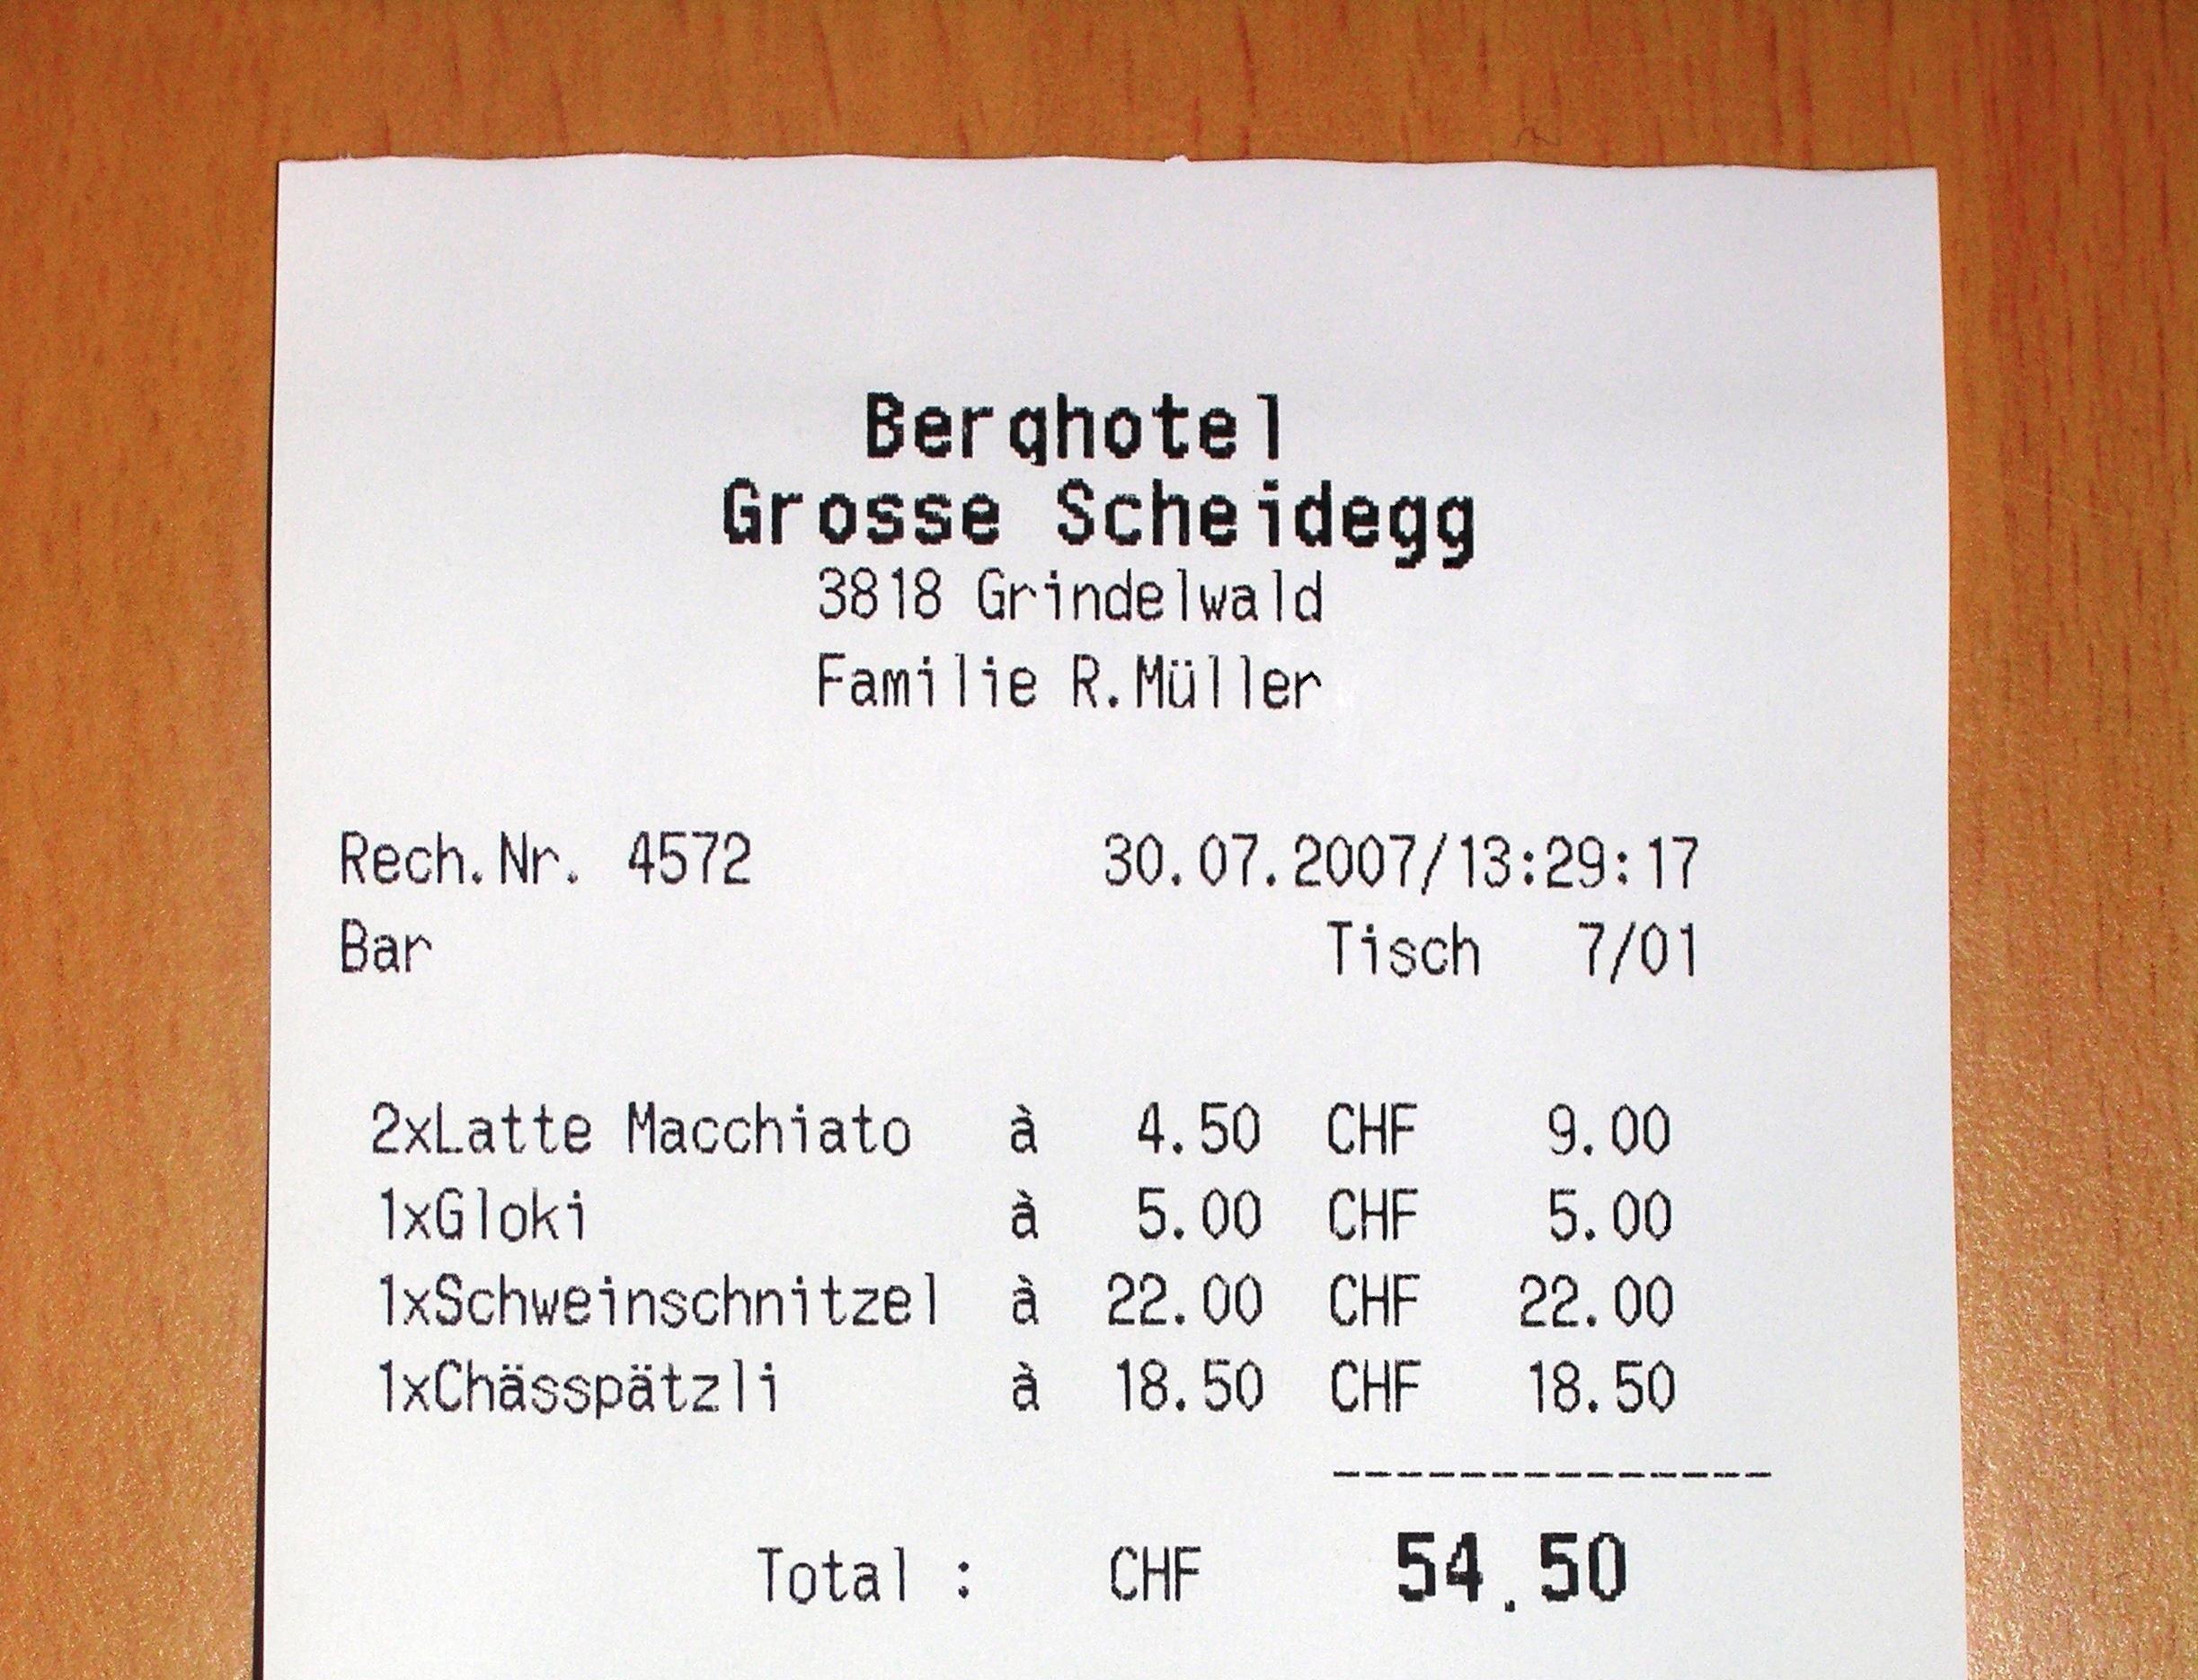 Berghotel
Grosse Scheidegg
3818 Grindelwald
Familie R.Müller
Rech.Nr. 4572 30.07.2007/13:29:17
Bar Tisch 7/01
2xLatte Macchiato à 4.50 CHF 9.00
1xGloki à 5.00 CHF 5.00
1xSchweinschnitzel à 22.00 CHF 22.00
1xChässpätzli à 18.50 CHF 18.50
--------------
Total : CHF 54.50